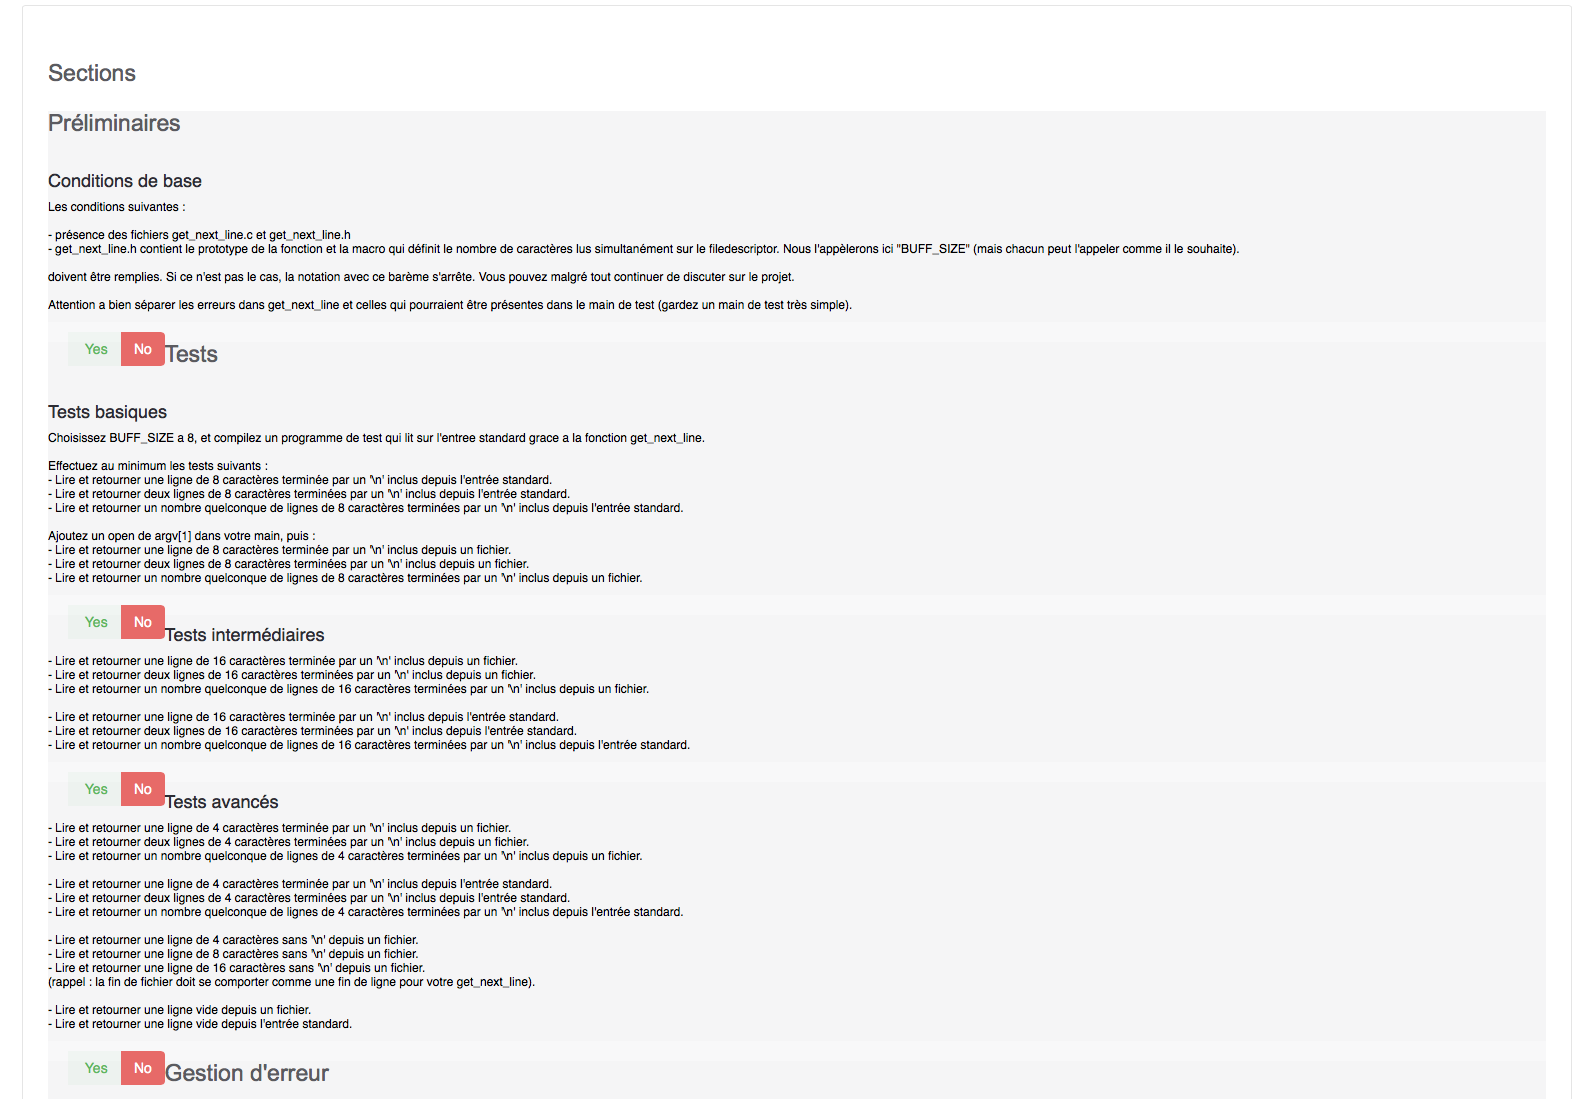 Sections
Préliminaires
Conditions de base
Les conditions suivantes :
- présence des fichiers get_next_line.c et get_next_line.h
- get_next_line.h contient le prototype de la fonction et la macro qui définit le nombre de caractères lus simultanément sur le filedescriptor. Nous l'appèlerons ici "BUFF_SIZE" (mais chacun peut l'appeler comme il le souhaite).
doivent être remplies. Si ce n'est pas le cas, la notation avec ce barème s'arrête. Vous pouvez malgré tout continuer de discuter sur le projet.
Attention a bien séparer les erreurs dans get_next_line et celles qui pourraient être présentes dans le main de test (gardez un main de test très simple).
Yes No Tests
Tests basiques
Choisissez BUFF_SIZE a 8, et compilez un programme de test qui lit sur l'entree standard grace a la fonction get_next_line.
Effectuez au minimum les tests suivants :
- Lire et retourner une ligne de 8 caractères terminée par un '\n' inclus depuis l'entrée standard.
- Lire et retourner deux lignes de 8 caractères terminées par un '\n' inclus depuis l'entrée standard.
- Lire et retourner un nombre quelconque de lignes de 8 caractères terminées par un '\n' inclus depuis l'entrée standard.
Ajoutez un open de argv[1] dans votre main, puis :
- Lire et retourner une ligne de 8 caractères terminée par un '\n' inclus depuis un fichier.
- Lire et retourner deux lignes de 8 caractères terminées par un '\n' inclus depuis un fichier.
- Lire et retourner un nombre quelconque de lignes de 8 caractères terminées par un '\n' inclus depuis un fichier.
Yes No Tests intermédiaires
- Lire et retourner une ligne de 16 caractères terminée par un '\n' inclus depuis un fichier.
- Lire et retourner deux lignes de 16 caractères terminées par un '\n' inclus depuis un fichier.
- Lire et retourner un nombre quelconque de lignes de 16 caractères terminées par un '\n' inclus depuis un fichier.
- Lire et retourner une ligne de 16 caractères terminée par un '\n' inclus depuis l'entrée standard.
- Lire et retourner deux lignes de 16 caractères terminées par un '\n' inclus depuis l'entrée standard.
- Lire et retourner un nombre quelconque de lignes de 16 caractères terminées par un '\n' inclus depuis l'entrée standard.
Yes No Tests avancés
- Lire et retourner une ligne de 4 caractères terminée par un '\n' inclus depuis un fichier.
- Lire et retourner deux lignes de 4 caractères terminées par un '\n' inclus depuis un fichier.
- Lire et retourner un nombre quelconque de lignes de 4 caractères terminées par un '\n' inclus depuis un fichier.
- Lire et retourner une ligne de 4 caractères terminée par un '\n' inclus depuis l'entrée standard.
- Lire et retourner deux lignes de 4 caractères terminées par un '\n' inclus depuis l'entrée standard.
- Lire et retourner un nombre quelconque de lignes de 4 caractères terminées par un '\n' inclus depuis l'entrée standard.
- Lire et retourner une ligne de 4 caractères sans '\n' depuis un fichier.
- Lire et retourner une ligne de 8 caractères sans '\n' depuis un fichier.
- Lire et retourner une ligne de 16 caractères sans '\n' depuis un fichier.
(rappel : la fin de fichier doit se comporter comme une fin de ligne pour votre get_next_line).
- Lire et retourner une ligne vide depuis un fichier.
- Lire et retourner une ligne vide depuis l'entrée standard.
Yes No Gestion d'erreur